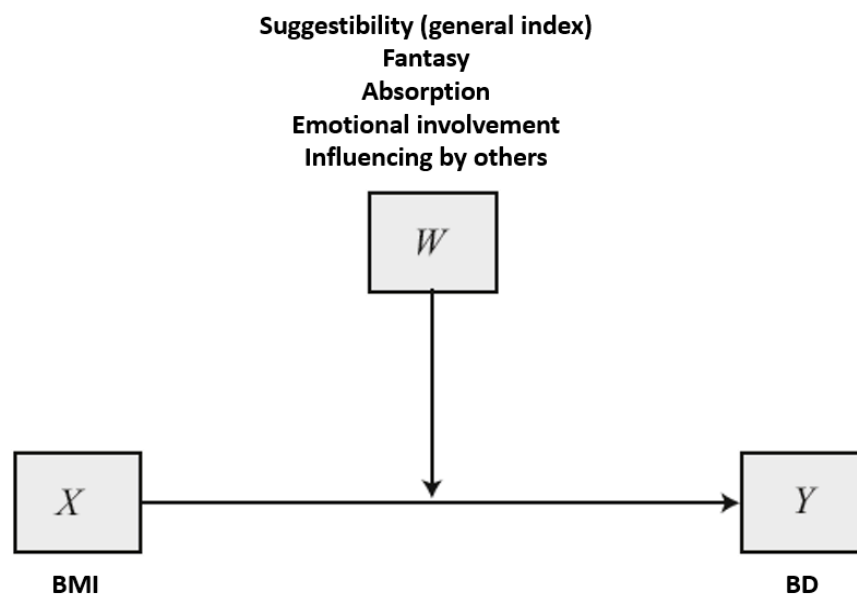 Suggestibility (general index)
Fantasy
Absorption
Emotional involvement
Influencing by others
W
X
Y
BMI
BD